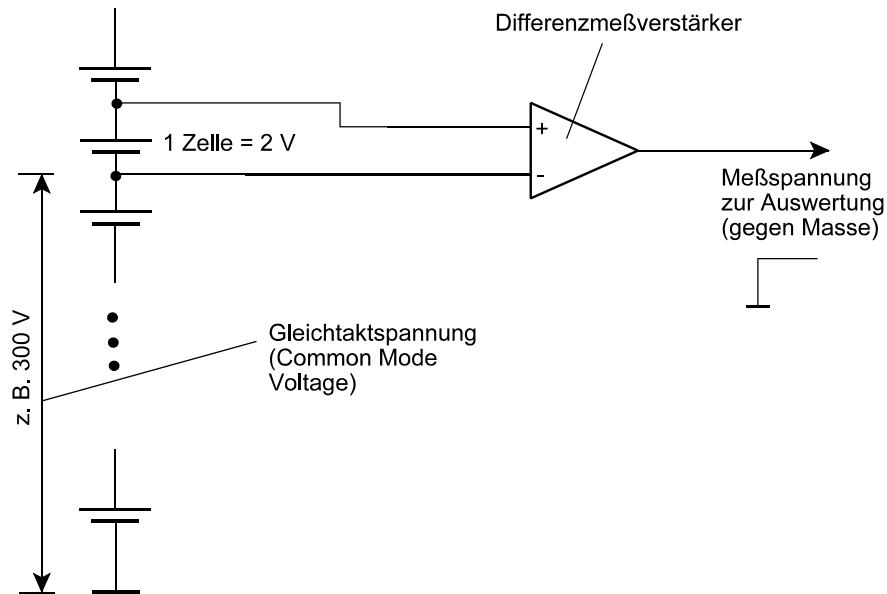 Differenzmeßverstärker
+
1 Zelle = 2 V
-
Meßspannung
zur Auswertung
(gegen Masse)
z. B. 300 V
Gleichtaktspannung
(Common Mode
Voltage)